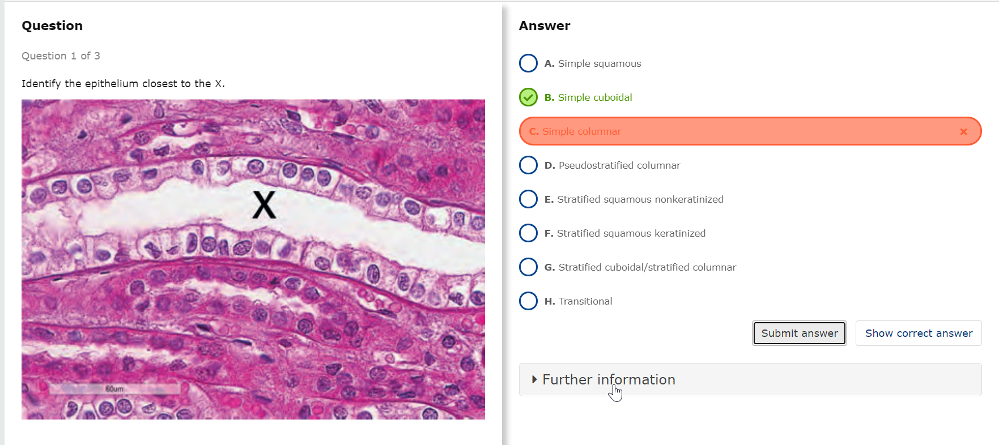 Question
Question 1 of 3
Identify the epithelium closest to the X.
X
60um
Answer
A. Simple squamous
B. Simple cuboidal
C. Simple columnar
D. Pseudostratified columnar
E. Stratified squamous nonkeratinized
F. Stratified squamous keratinized
G. Stratified cuboidal/stratified columnar
H. Transitional
Submit answer
Show correct answer
Further information